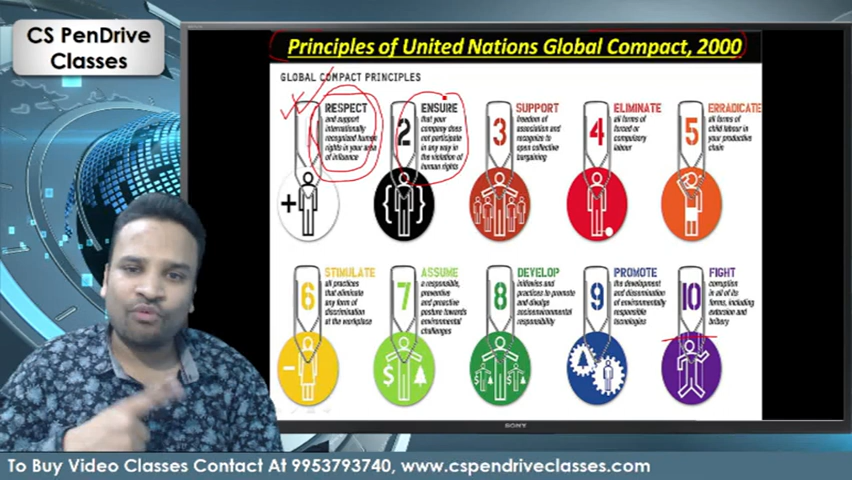 CS PenDrive
Classes
Principles of United Nations Global Compact, 2000
GLOBAL COMPACT PRINCIPLES
1
RESPECT
and support
internationally
recognized human
rights in your area
of influence
2
ENSURE
that your
company does
not participate
in any way in
the violation of
human rights
3
SUPPORT
freedom of
association and
recognize to
open collective
bargaining
4
ELIMINATE
all forms of
forced or
compulsory
labour
5
ERRADICATE
all forms of
child labour in
your productive
chain
6
STIMULATE
all practices
that eliminate
any form of
discrimination
at the workplace
7
ASSUME
a responsible,
preventive
and proactive
posture towards
environmental
challenges
8
DEVELOP
initiatives and
practices to promote
and divulge
socioenvironmental
responsibility
9
PROMOTE
the development
and dissemination
of environmentally
responsible
tecnologies
10
FIGHT
corruption
in all of its
forms, including
extorsion and
bribery
SONY
To Buy Video Classes Contact At 9953793740, www.cspendriveclasses.com